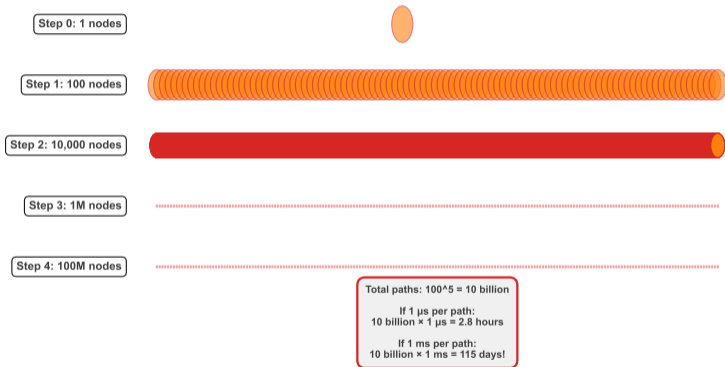 Step 0: 1 nodes
Step 1: 100 nodes
Step 2: 10,000 nodes
Step 3: 1M nodes
Step 4: 100M nodes
Total paths: 100^5 = 10 billion
If 1 µs per path:
10 billion × 1 µs = 2.8 hours
If 1 ms per path:
10 billion × 1 ms = 115 days!